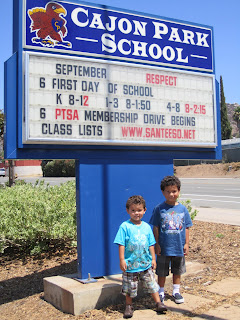 CAJON PARK
SCHOOL
SEPTEMBER RESPECT
6 FIRST DAY OF SCHOOL
K 8-12 1-3 8-1:50 4-8 8-2:15
6 PTSA MEMBERSHIP DRIVE BEGINS
CLASS LISTS WWW.SANTEESD.NET